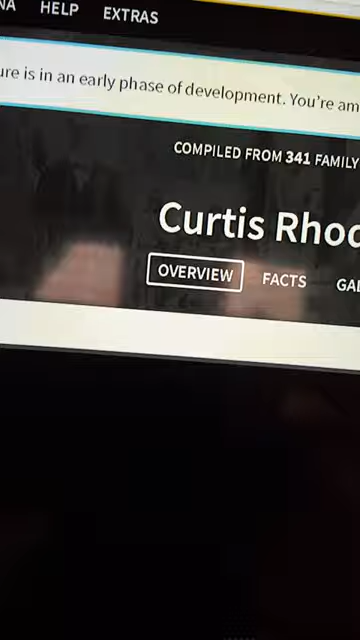 HELP EXTRAS
is in an early phase of development. You're
COMPILED FROM 341 FAMILY
Curtis
OVERVIEW FACTS